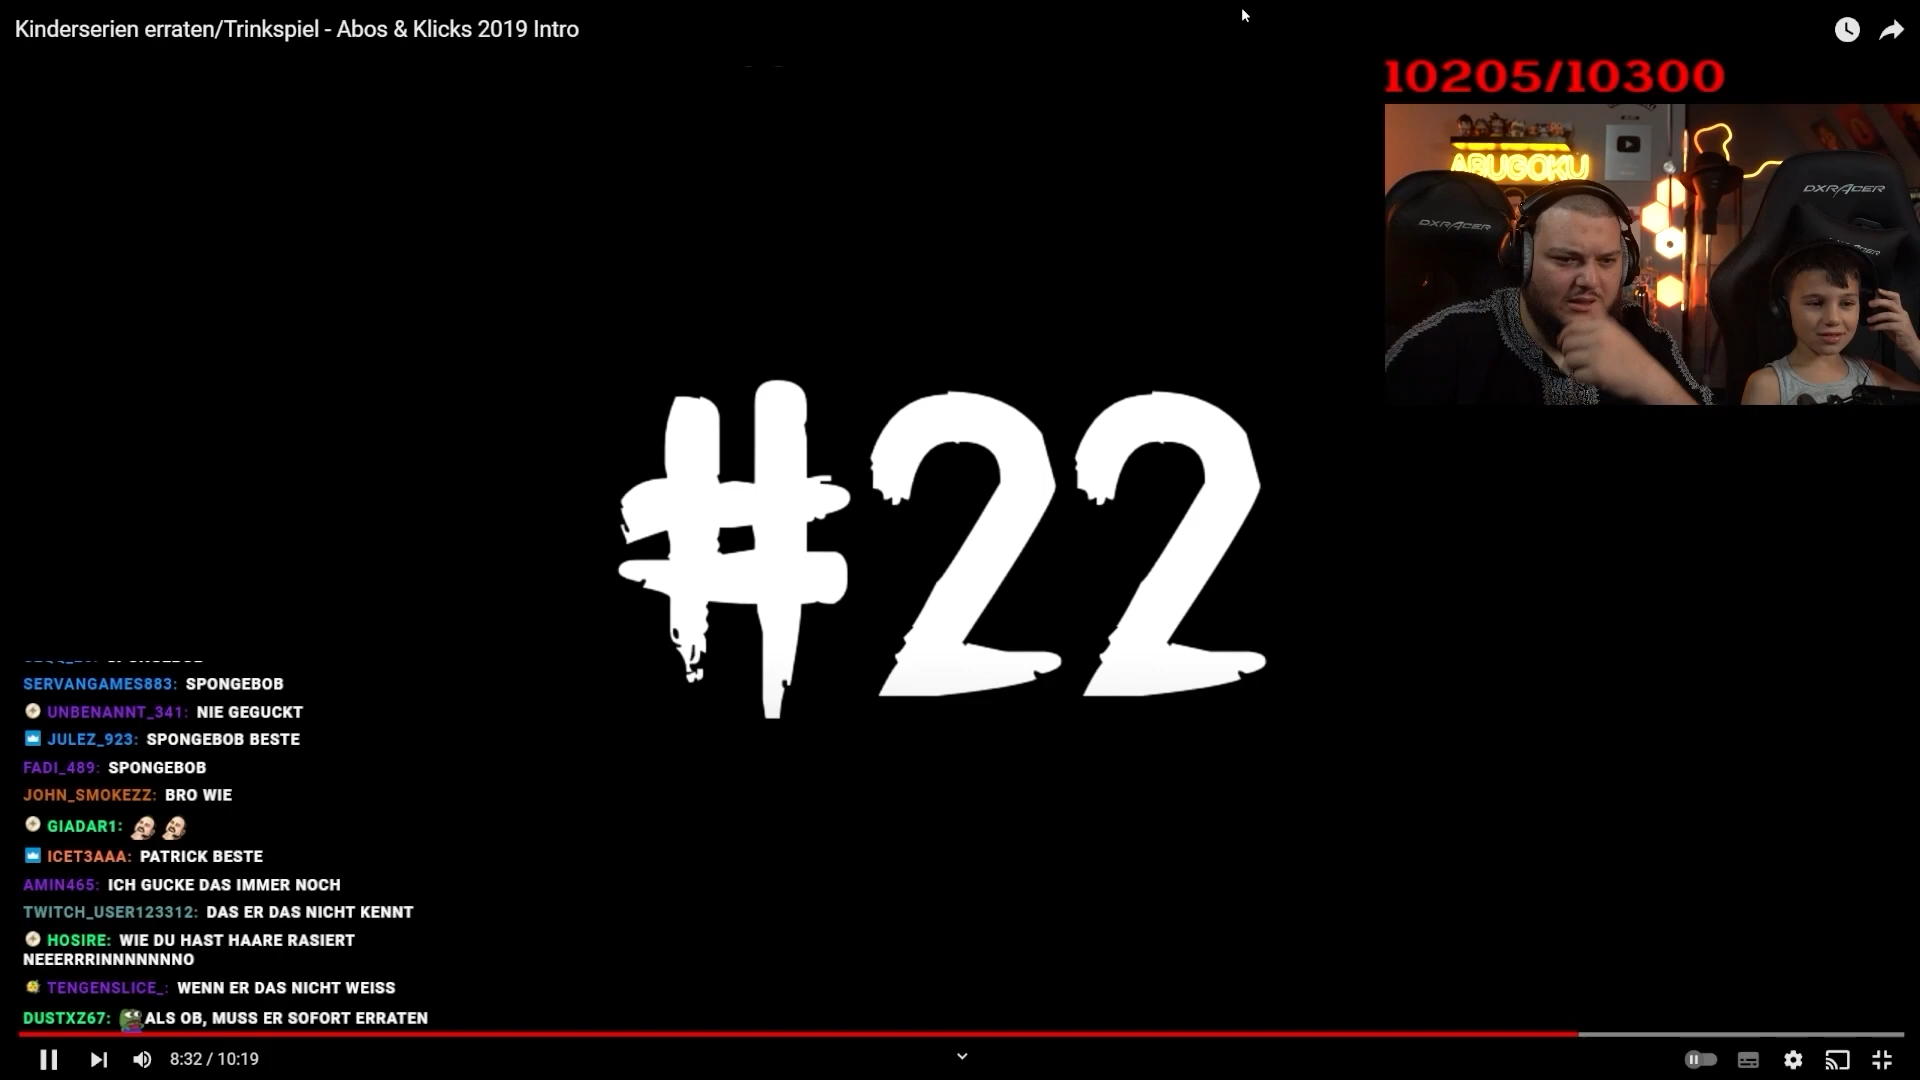 Kinderserien erraten/Trinkspiel - Abos & Klicks 2019 Intro
10205/10300
ABUGOKU
DXRACER
DXRACER
#22
SERVANGAMES883: SPONGEBOB
UNBENANNT_341: NIE GEGUCKT
JULEZ_923: SPONGEBOB BESTE
FADI_489: SPONGEBOB
JOHN_SMOKEZZ: BRO WIE
GIADAR1:
ICET3AAA: PATRICK BESTE
AMIN465: ICH GUCKE DAS IMMER NOCH
TWITCH_USER123312: DAS ER DAS NICHT KENNT
HOSIRE: WIE DU HAST HAARE RASIERT
NEEERRRINNNNNNNO
TENGENSLICE_: WENN ER DAS NICHT WEISS
DUSTXZ67: ALS OB, MUSS ER SOFORT ERRATEN
8:32 / 10:19